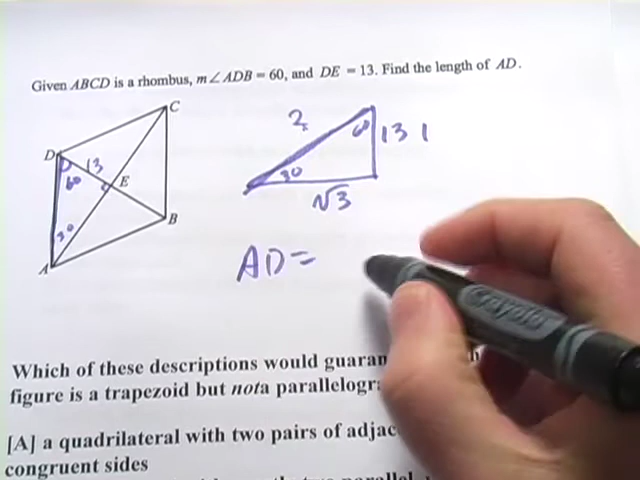 Given ABCD is a rhombus, m∠ADB = 60, and DE = 13. Find the length of AD.
C
D
13
60
E
B
30
A
2
60
13 1
30
√3
AD =
Crayola
Which of these descriptions would guaran
figure is a trapezoid but nota parallelogr
[A] a quadrilateral with two pairs of adjac
congruent sides